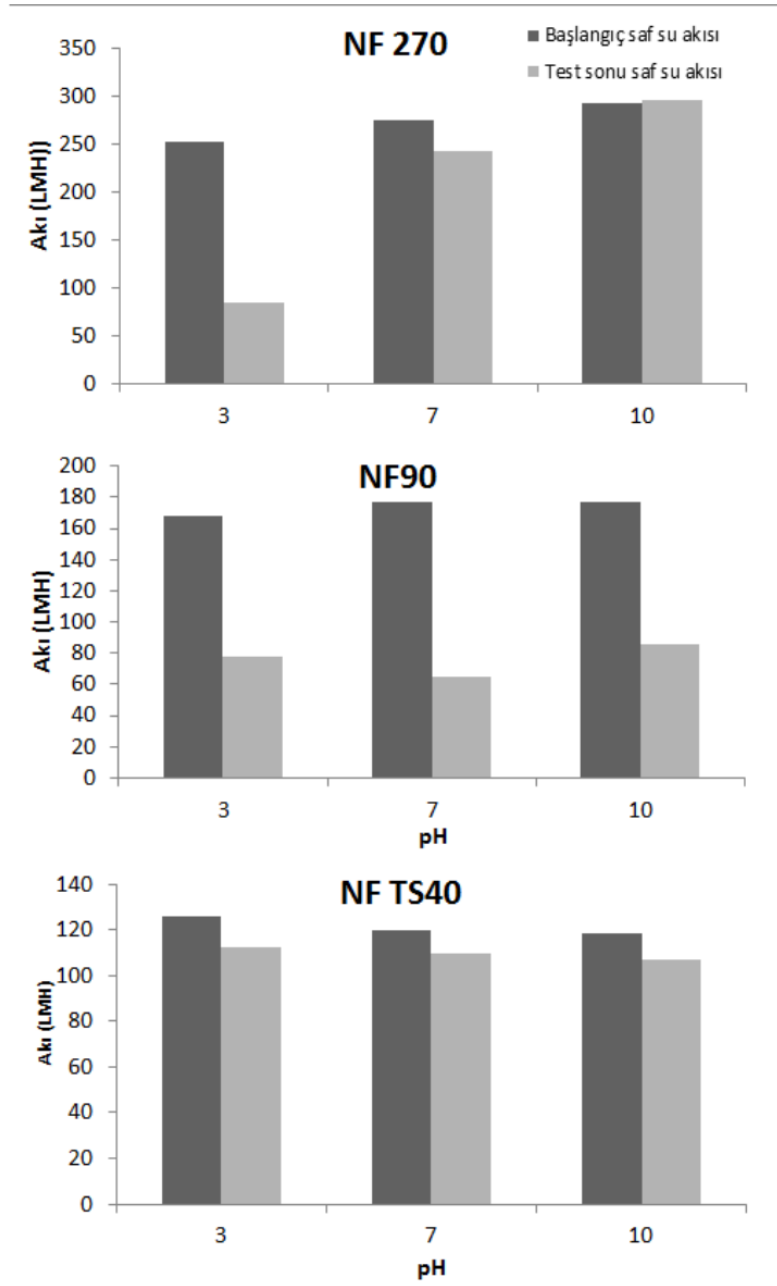 NF 270
Başlangıç saf su akısı
Test sonu saf su akısı
Akı (LMH))
350
300
250
200
150
100
50
0
3 7 10
NF90
Akı (LMH)
200
180
160
140
120
100
80
60
40
20
0
3 7 10
pH
NF TS40
Akı (LMH)
140
120
100
80
60
40
20
0
3 7 10
pH